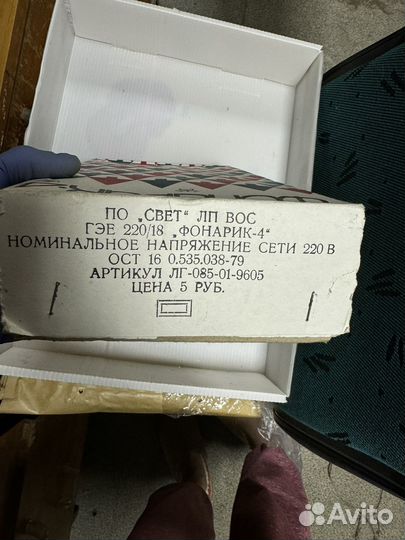 ПО „СВЕТ" ЛП ВОС
ГЭЕ 220/18 „ФОНАРИК-4"
НОМИНАЛЬНОЕ НАПРЯЖЕНИЕ СЕТИ 220 В
ОСТ 16 0.535.038-79
АРТИКУЛ ЛГ-085-01-9605
ЦЕНА 5 РУБ.
Avito